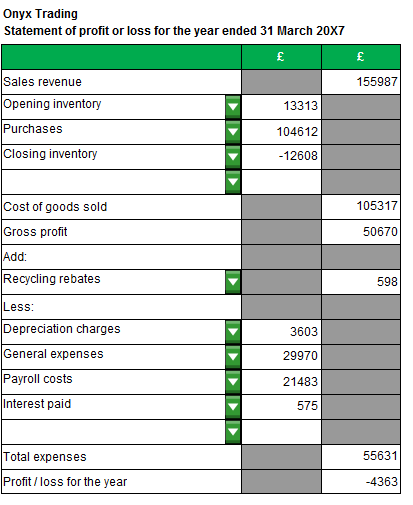 Onyx Trading
Statement of profit or loss for the year ended 31 March 20X7
£ £
Sales revenue 155987
Opening inventory 13313
Purchases 104612
Closing inventory -12608
Cost of goods sold 105317
Gross profit 50670
Add:
Recycling rebates 598
Less:
Depreciation charges 3603
General expenses 29970
Payroll costs 21483
Interest paid 575
Total expenses 55631
Profit / loss for the year -4363